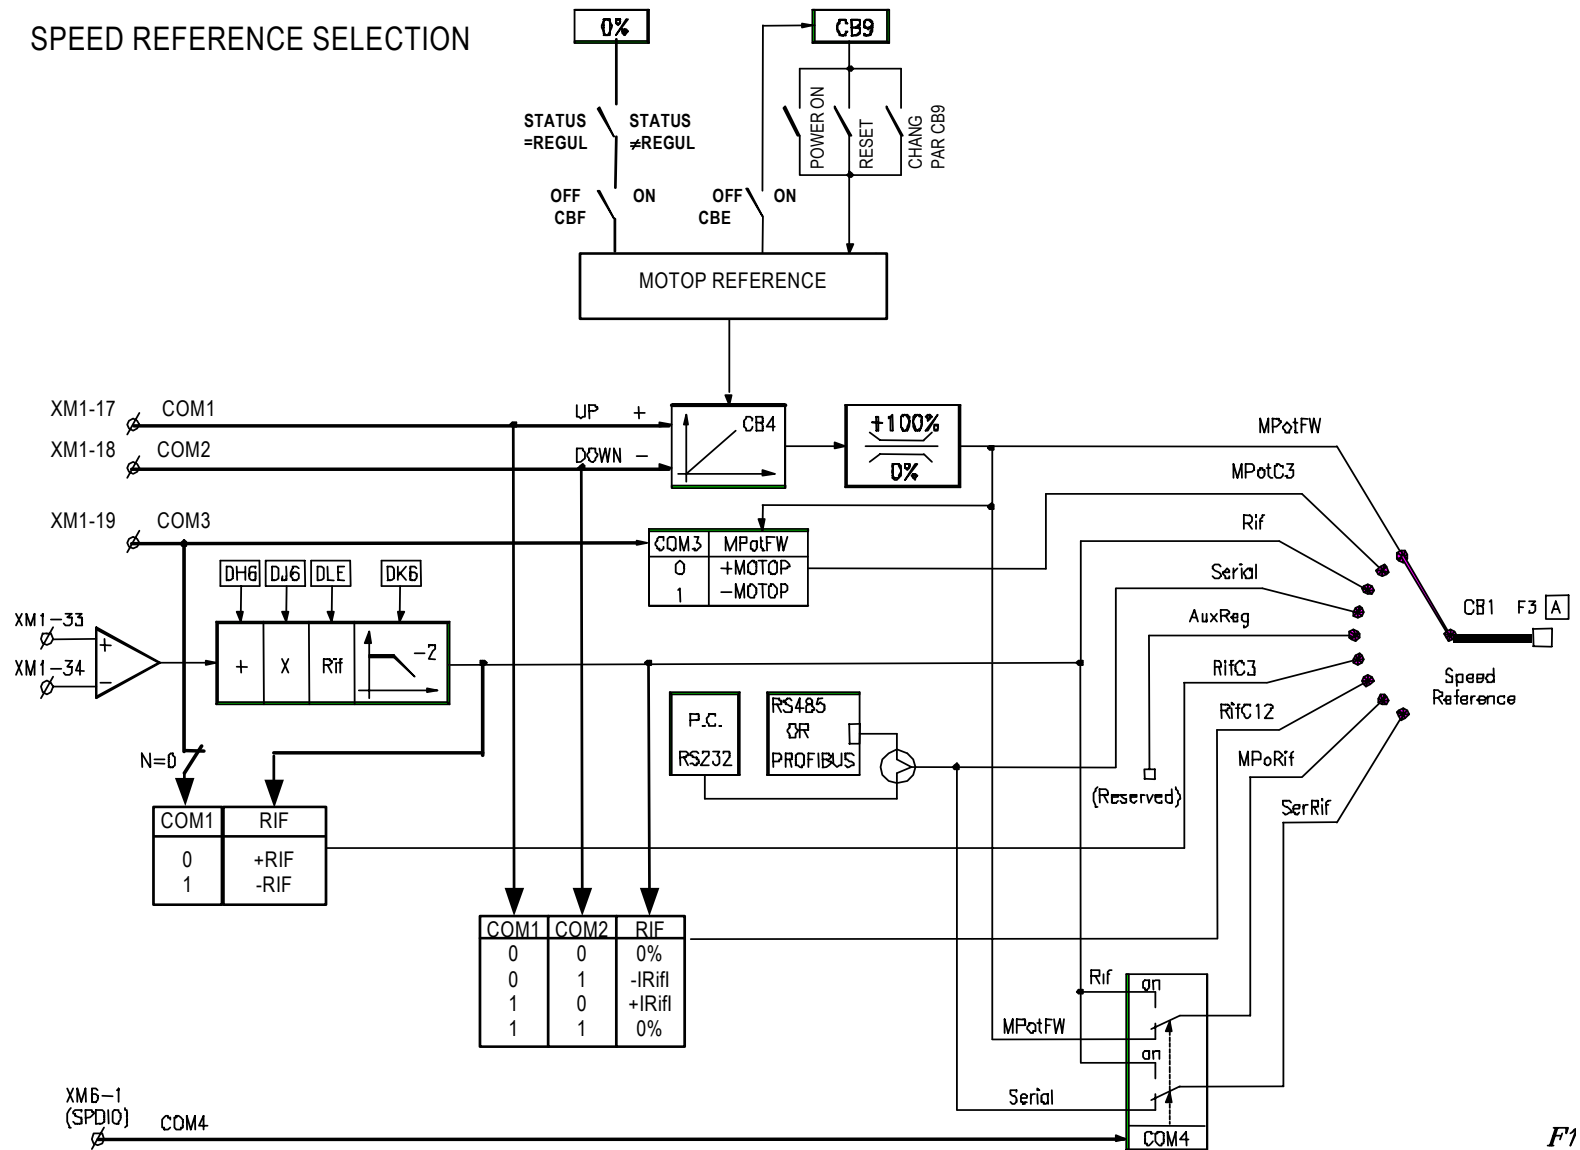 SPEED REFERENCE SELECTION
0%
CB9
STATUS
=REGUL
STATUS
≠REGUL
POWER ON
RESET
CHANG
PAR CB9
OFF
CBF
ON
OFF
CBE
ON
MOTOP REFERENCE
XM1-17
COM1
UP +
CB4
+100%
0%
MPotFW
XM1-18
COM2
DOWN -
MPotC3
XM1-19
COM3
Rif
COM3 MPotFW
0 +MOTOP
1 -MOTOP
Serial
DH6
DJ6
DLE
DK6
AuxReg
CB1
F3
A
XM1-33
XM1-34
+
-
+
X
Rif
-2
RifC3
Speed
Reference
P.C.
RS232
RS485
OR
PROFIBUS
RifC12
N=0
MPoRif
(Reserved)
SerRif
COM1 RIF
0 +RIF
1 -RIF
COM1 COM2 RIF
0 0 0%
0 1 -IRifI
1 0 +IRifI
1 1 0%
Rif
on
MPotFW
on
Serial
XM6-1
(SPDIO)
COM4
COM4
F1